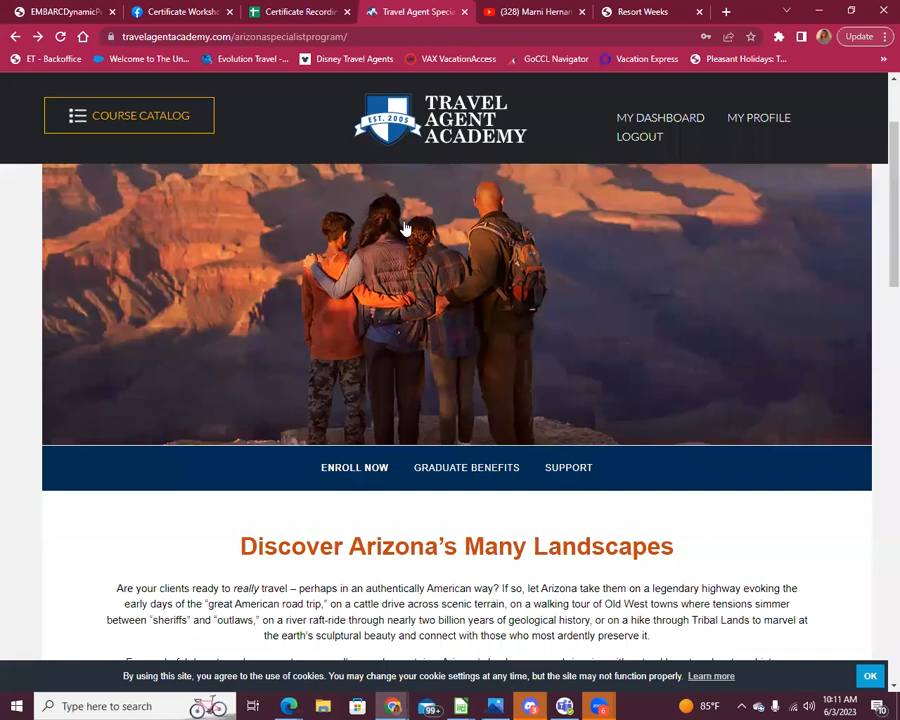 EMBARCDynamicP
Certificate Worksho
Certificate Recordin
Travel Agent Specia
(328) Marni Hernan
Resort Weeks
travelagentacademy.com/arizonaspecialistprogram/
Update
ET - Backoffice
Welcome to The Un...
Evolution Travel -...
Disney Travel Agents
VAX VacationAccess
GoCCL Navigator
Vacation Express
Pleasant Holidays: T...
COURSE CATALOG
EST. 2005
TRAVEL
AGENT
ACADEMY
MY DASHBOARD
MY PROFILE
LOGOUT
ENROLL NOW
GRADUATE BENEFITS
SUPPORT
Discover Arizona's Many Landscapes
Are your clients ready to really travel – perhaps in an authentically American way? If so, let Arizona take them on a legendary highway evoking the
early days of the “great American road trip,” on a cattle drive across scenic terrain, on a walking tour of Old West towns where tensions simmer
between “sheriffs” and “outlaws,” on a river raft-ride through nearly two billion years of geological history, or on a hike through Tribal Lands to marvel at
the earth's sculptural beauty and connect with those who most ardently preserve it.
By using this site, you agree to the use of cookies. You may change your cookie settings at any time, but the site may not function properly.
Learn more
OK
Type here to search
99+
85°F
10:11 AM
6/3/2023
10